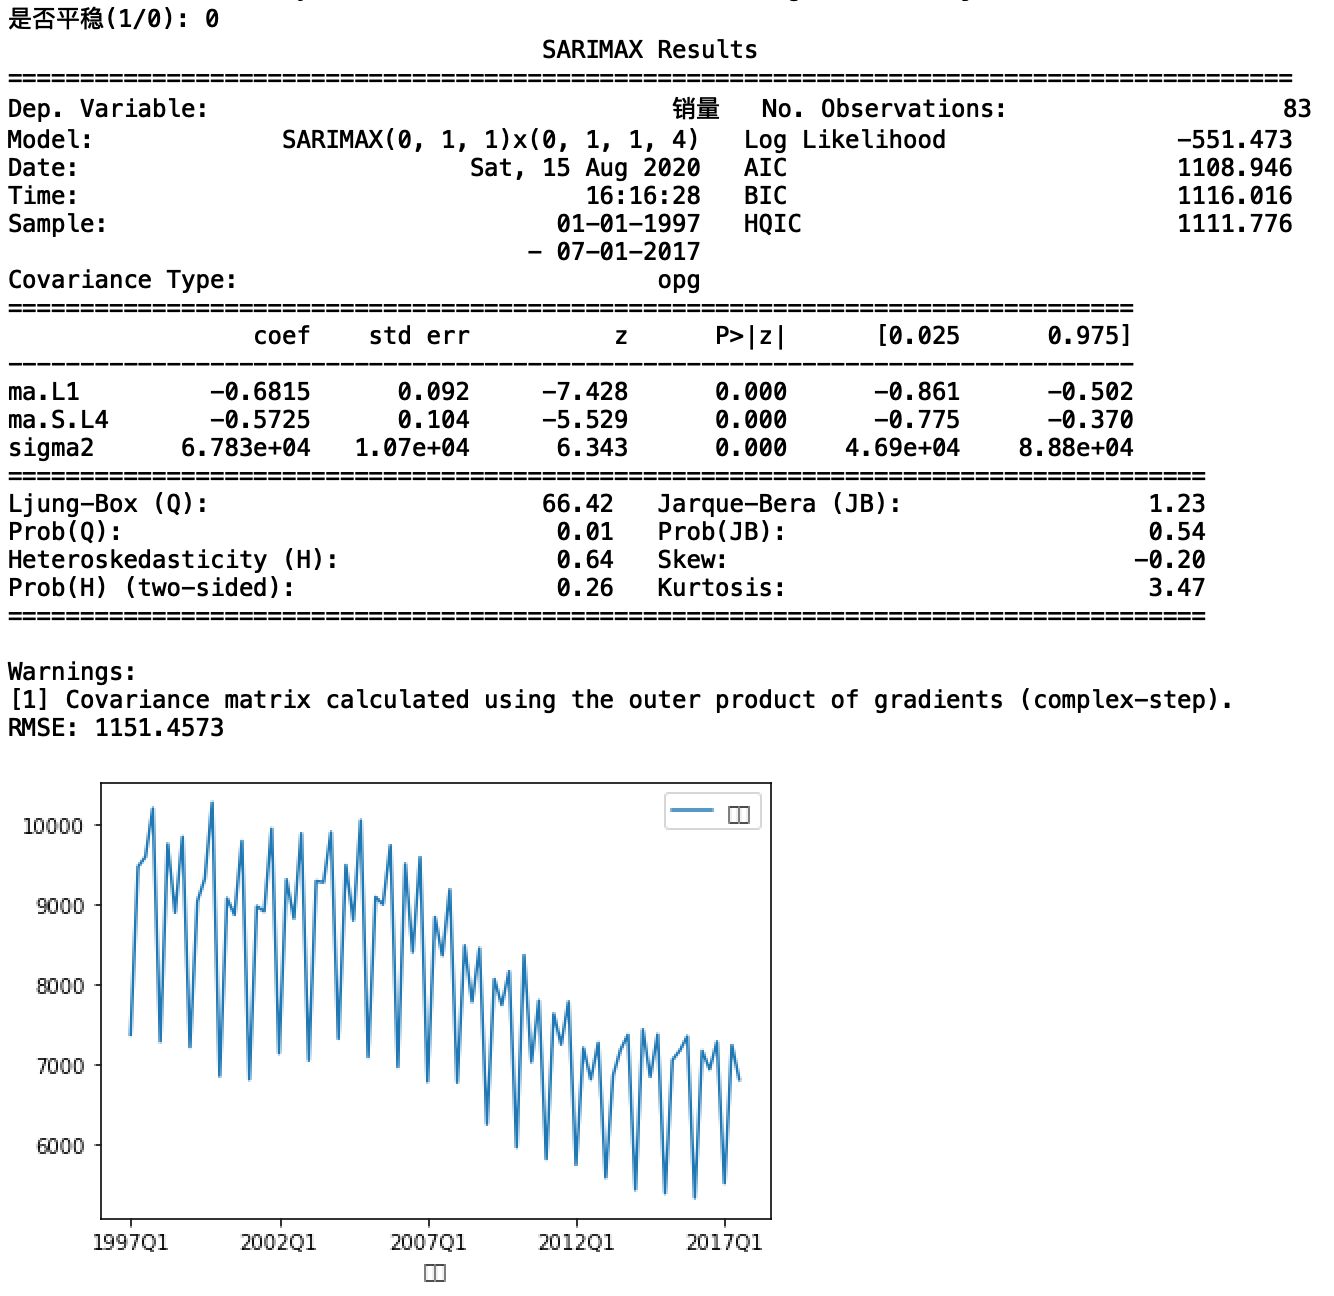 是否平稳(1/0): 0
SARIMAX Results
==========================================================================================
Dep. Variable: 销量 No. Observations: 83
Model: SARIMAX(0, 1, 1)x(0, 1, 1, 4) Log Likelihood -551.473
Date: Sat, 15 Aug 2020 AIC 1108.946
Time: 16:16:28 BIC 1116.016
Sample: 01-01-1997 HQIC 1111.776
- 07-01-2017
Covariance Type: opg
==============================================================================
coef std err z P>|z| [0.025 0.975]
------------------------------------------------------------------------------
ma.L1 -0.6815 0.092 -7.428 0.000 -0.861 -0.502
ma.S.L4 -0.5725 0.104 -5.529 0.000 -0.775 -0.370
sigma2 6.783e+04 1.07e+04 6.343 0.000 4.69e+04 8.88e+04
===================================================================================
Ljung-Box (Q): 66.42 Jarque-Bera (JB): 1.23
Prob(Q): 0.01 Prob(JB): 0.54
Heteroskedasticity (H): 0.64 Skew: -0.20
Prob(H) (two-sided): 0.26 Kurtosis: 3.47
===================================================================================
Warnings:
[1] Covariance matrix calculated using the outer product of gradients (complex-step).
RMSE: 1151.4573
10000
9000
8000
7000
6000
1997Q1 2002Q1 2007Q1 2012Q1 2017Q1